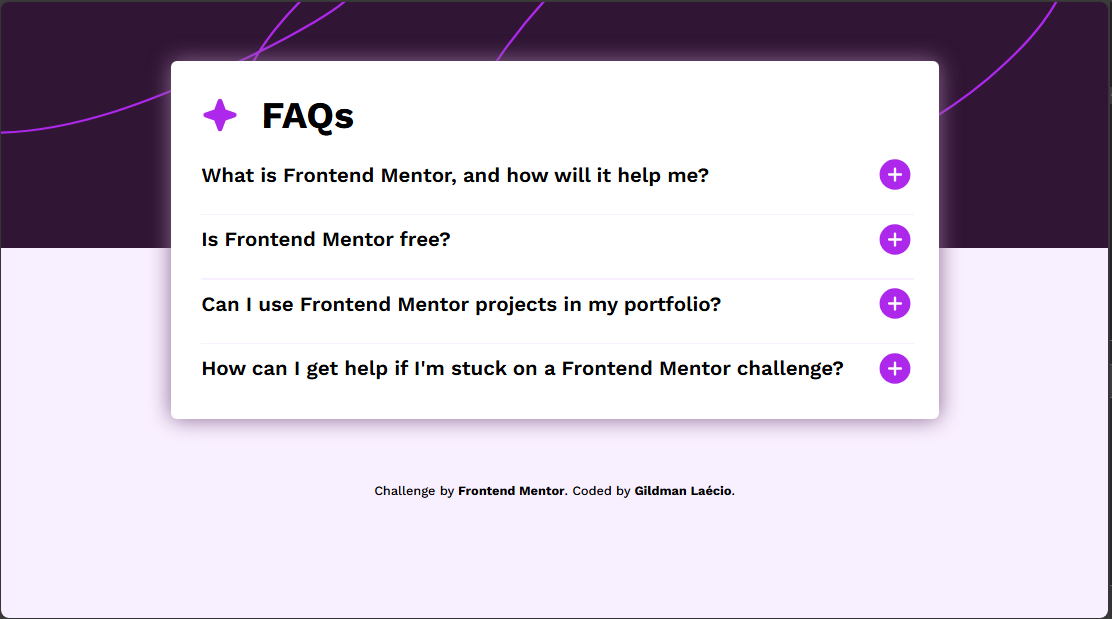 FAQs
What is Frontend Mentor, and how will it help me?
Is Frontend Mentor free?
Can I use Frontend Mentor projects in my portfolio?
How can I get help if I'm stuck on a Frontend Mentor challenge?
Challenge by Frontend Mentor. Coded by Gildman Laécio.